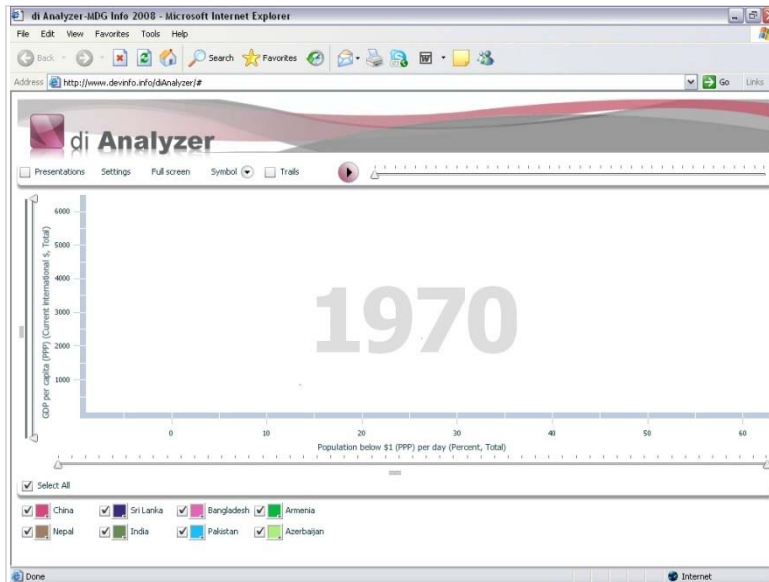 di Analyzer-MDG Info 2008 - Microsoft Internet Explorer
File Edit View Favorites Tools Help
Back Search Favorites
Address http://www.devinfo.info/diAnalyzer/# Go Links
di Analyzer
Presentations Settings Full screen Symbol Trails
GDP per capita (PPP) (Current international $, Total)
6000
5000
4000
3000
2000
1000
1970
0 10 20 30 40 50 60
Population below $1 (PPP) per day (Percent, Total)
Select All
China Sri Lanka Bangladesh Armenia
Nepal India Pakistan Azerbaijan
Done Internet